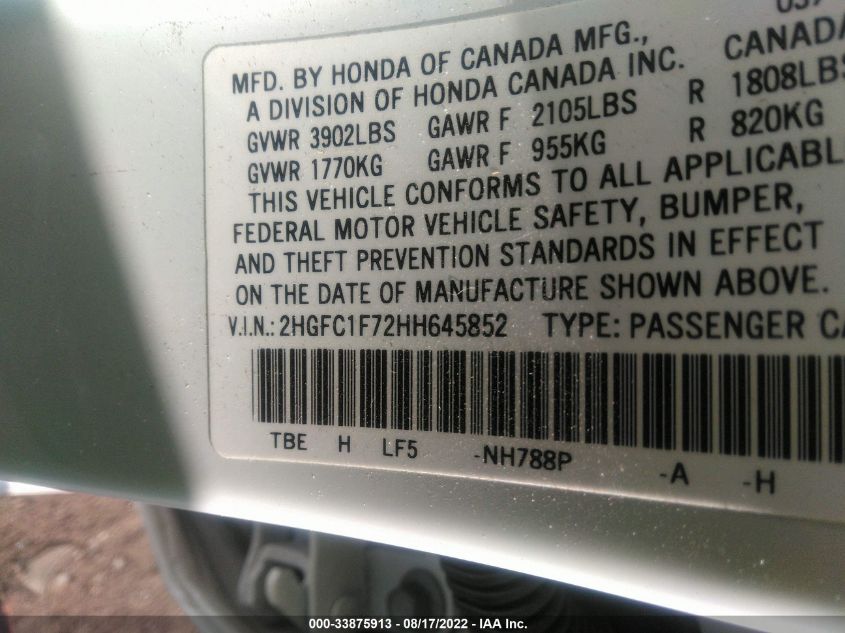 MFD. BY HONDA OF CANADA MFG.,
A DIVISION OF HONDA CANADA INC. CANADA
GVWR 3902LBS GAWR F 2105LBS R 1808LBS
GVWR 1770KG GAWR F 955KG R 820KG
THIS VEHICLE CONFORMS TO ALL APPLICABL
FEDERAL MOTOR VEHICLE SAFETY, BUMPER,
AND THEFT PREVENTION STANDARDS IN EFFECT
ON THE DATE OF MANUFACTURE SHOWN ABOVE.
V.I.N.: 2HGFC1F72HH645852 TYPE: PASSENGER CA
TBE H LF5 -NH788P -A -H
000-33875913 - 08/17/2022 - IAA Inc.